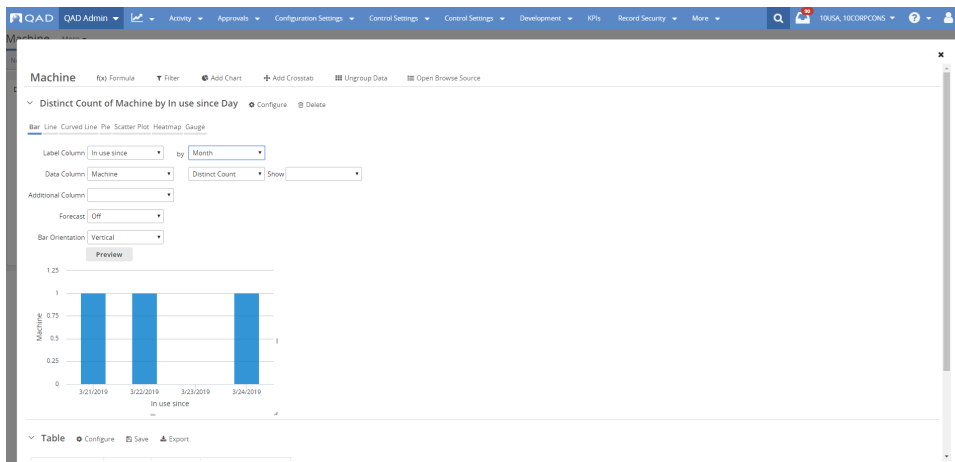 QAD QAD Admin Activity Approvals Configuration Settings Control Settings Control Settings Development KPIs Record Security More 90 10USA, 10CORPCONS ?
Machine More
Machine f(x) Formula Filter Add Chart Add Crosstab Ungroup Data Open Browse Source
Distinct Count of Machine by In use since Day Configure Delete
Bar Line Curved Line Pie Scatter Plot Heatmap Gauge
Label Column In use since by Month
Data Column Machine Distinct Count Show
Additional Column
Forecast Off
Bar Orientation Vertical
Preview
1.25
1
0.75
0.5
0.25
0
Machine
3/21/2019 3/22/2019 3/23/2019 3/24/2019
In use since
Table Configure Save Export